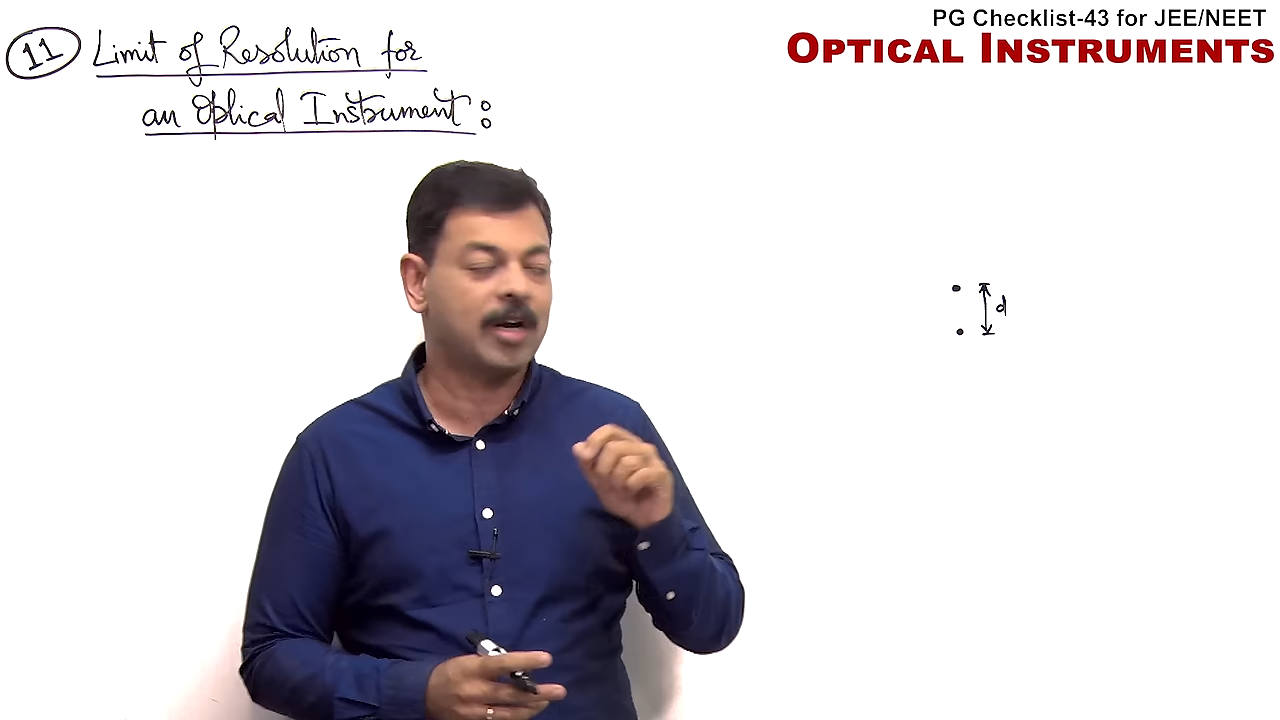 PG Checklist-43 for JEE/NEET
OPTICAL INSTRUMENTS
11 Limit of Resolution for
an Optical Instrument :
d